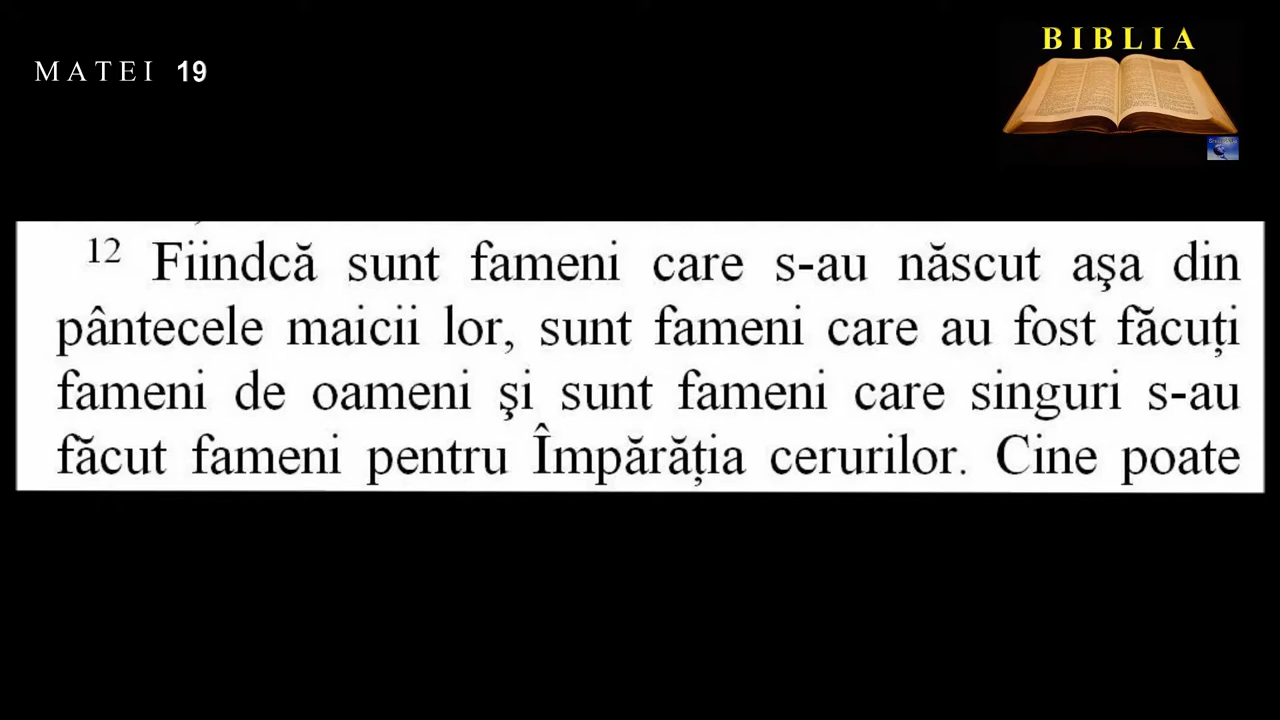 MATEI 19
BIBLIA
12 Fiindcă sunt fameni care s-au născut aşa din
pântecele maicii lor, sunt fameni care au fost făcuți
fameni de oameni şi sunt fameni care singuri s-au
făcut fameni pentru Împărăția cerurilor. Cine poate